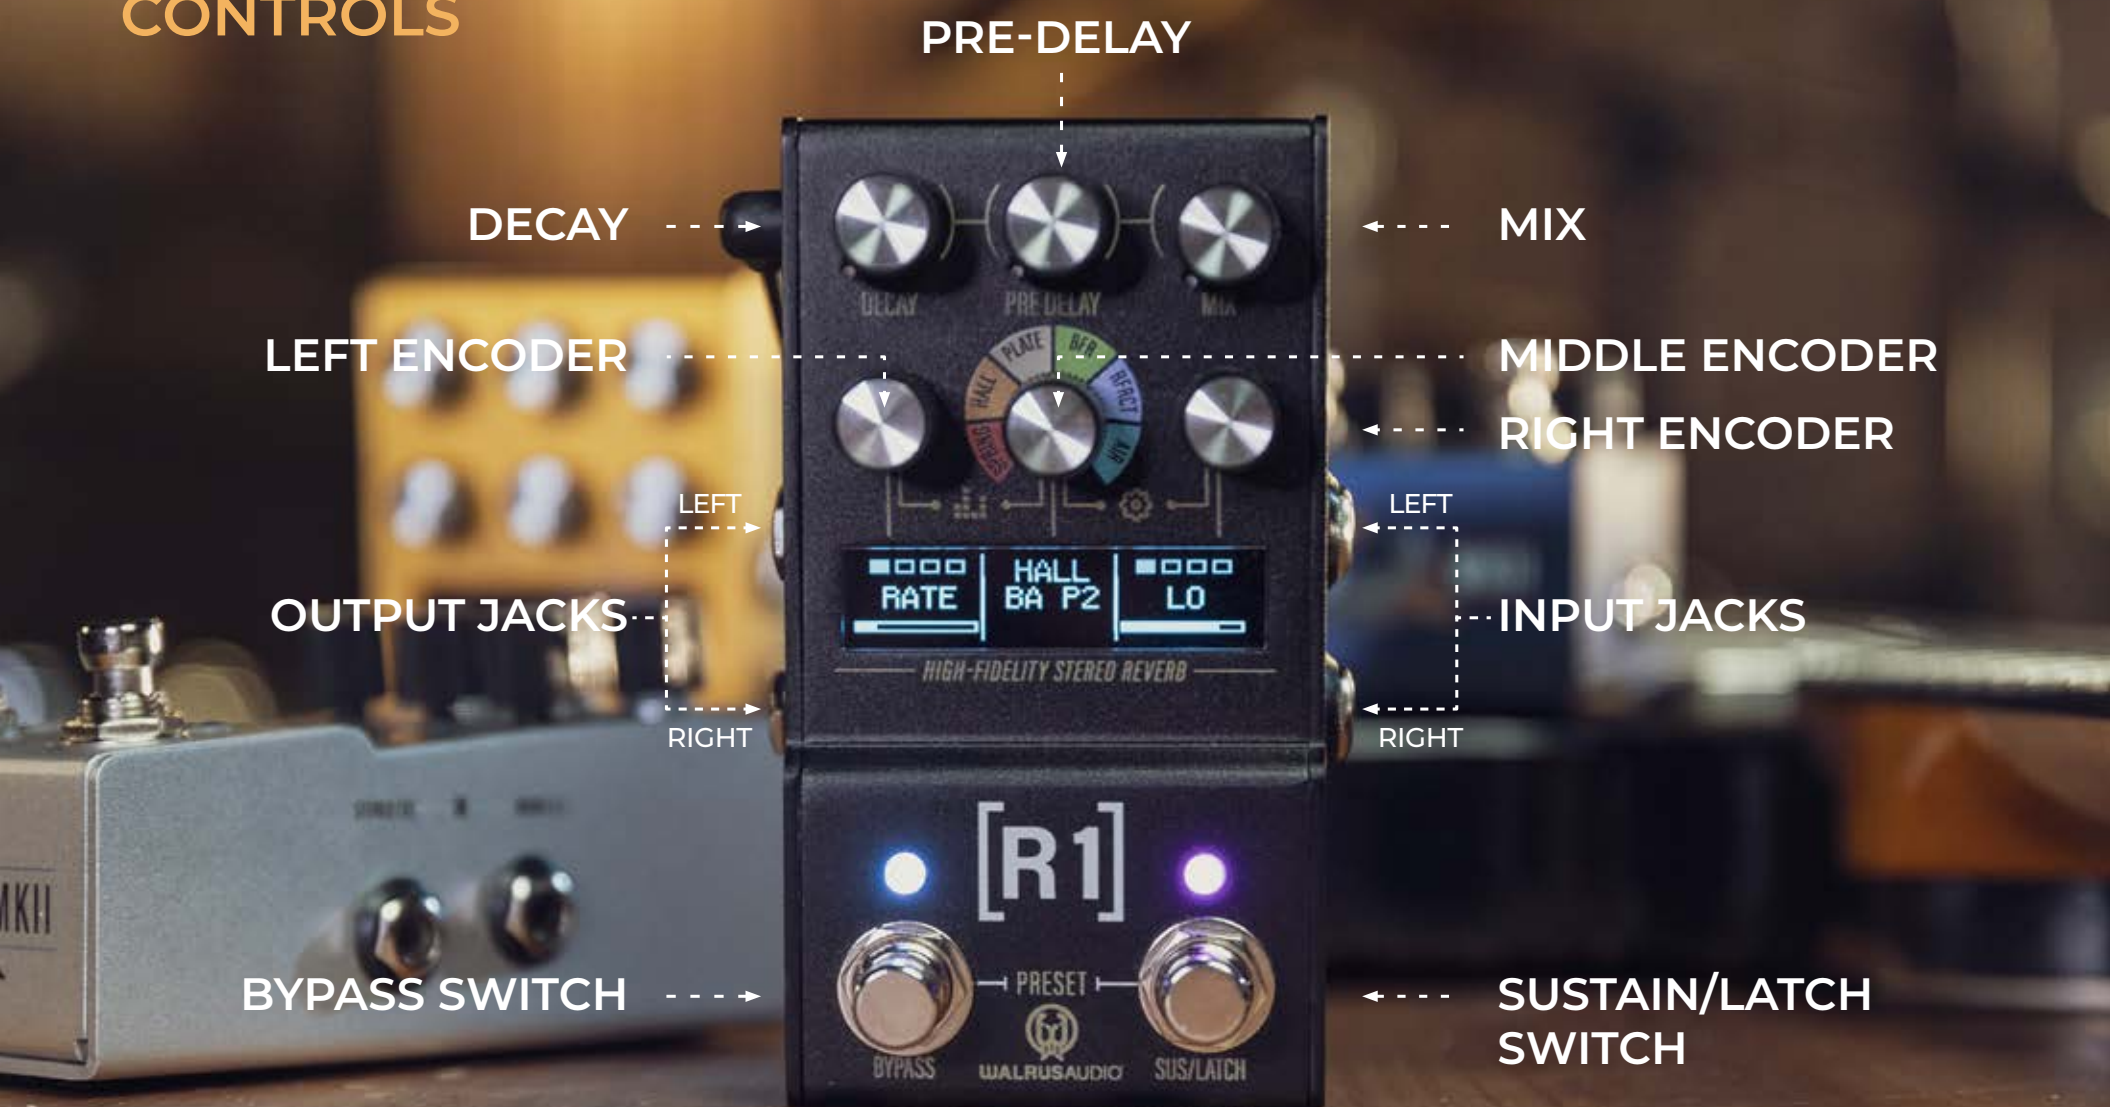 CONTROLS
PRE-DELAY
DECAY
MIX
DECAY
PRE DELAY
MIX
LEFT ENCODER
MIDDLE ENCODER
RIGHT ENCODER
SPRING
HALL
PLATE
BFR
RFRCT
AIR
LEFT
LEFT
RATE
HALL
BA P2
LO
OUTPUT JACKS
INPUT JACKS
HIGH-FIDELITY STEREO REVERB
RIGHT
RIGHT
[R1]
MKII
BYPASS SWITCH
PRESET
SUSTAIN/LATCH
SWITCH
BYPASS
WALRUSAUDIO
SUS/LATCH